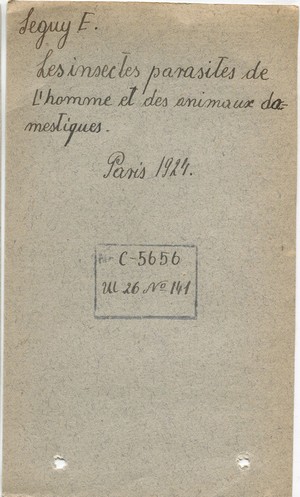 Seguy E.
Les insectes parasites de
L'homme et des animaux do-
mestiques.
Paris 1924.
C-5656
Ш 26 № 141